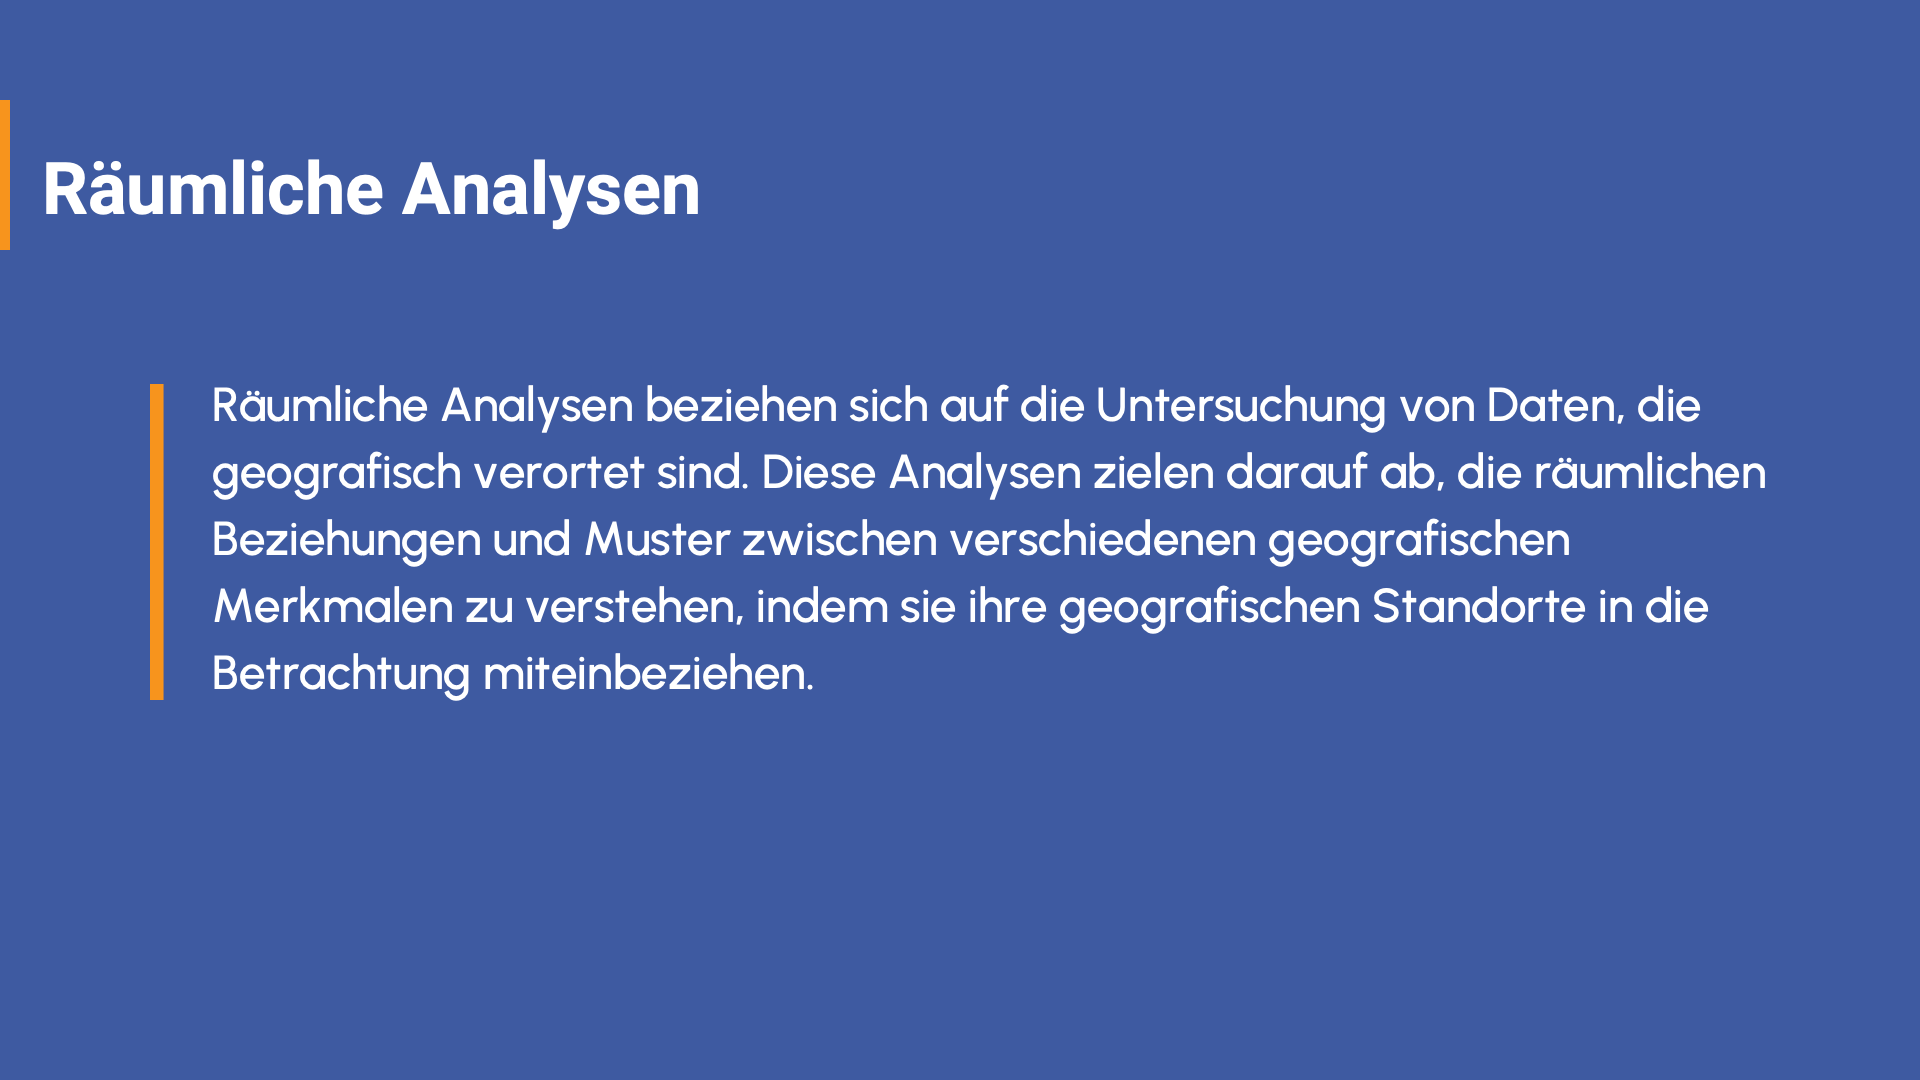 Räumliche Analysen
Räumliche Analysen beziehen sich auf die Untersuchung von Daten, die
geografisch verortet sind. Diese Analysen zielen darauf ab, die räumlichen
Beziehungen und Muster zwischen verschiedenen geografischen
Merkmalen zu verstehen, indem sie ihre geografischen Standorte in die
Betrachtung miteinbeziehen.